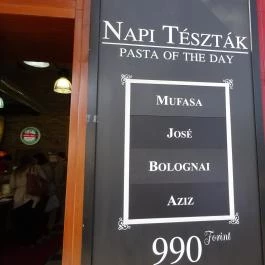 Napi Tészták
PASTA OF THE DAY
Mufasa
José
Bolognai
Aziz
990 Forint